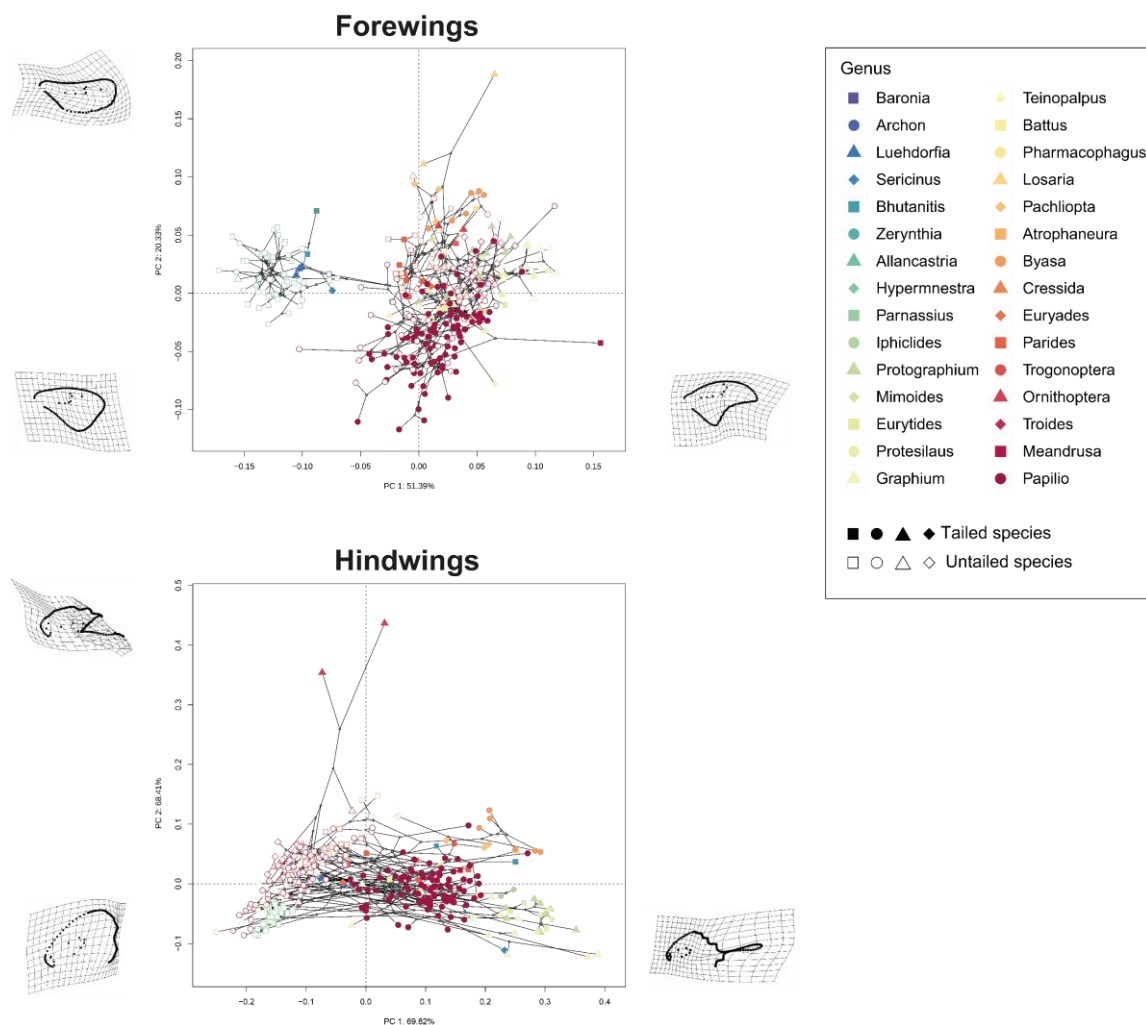 Forewings
0.20
0.15
0.10
0.05
0.00
−0.05
−0.10
PC 2: 20.33%
−0.15
−0.10
−0.05
0.00
0.05
0.10
0.15
PC 1: 51.39%
Genus
Baronia
Archon
Luehdorfia
Sericinus
Bhutanitis
Zerynthia
Allancastria
Hypermnestra
Parnassius
Iphiclides
Protographium
Mimoides
Eurytides
Protesilaus
Graphium
Teinopalpus
Battus
Pharmacophagus
Losaria
Pachliopta
Atrophaneura
Byasa
Cressida
Euryades
Parides
Trogonoptera
Ornithoptera
Troides
Meandrusa
Papilio
Tailed species
Untailed species
Hindwings
0.5
0.4
0.3
0.2
0.1
0.0
−0.1
PC 2: 68.41%
−0.2
−0.1
0.0
0.1
0.2
0.3
0.4
PC 1: 69.82%